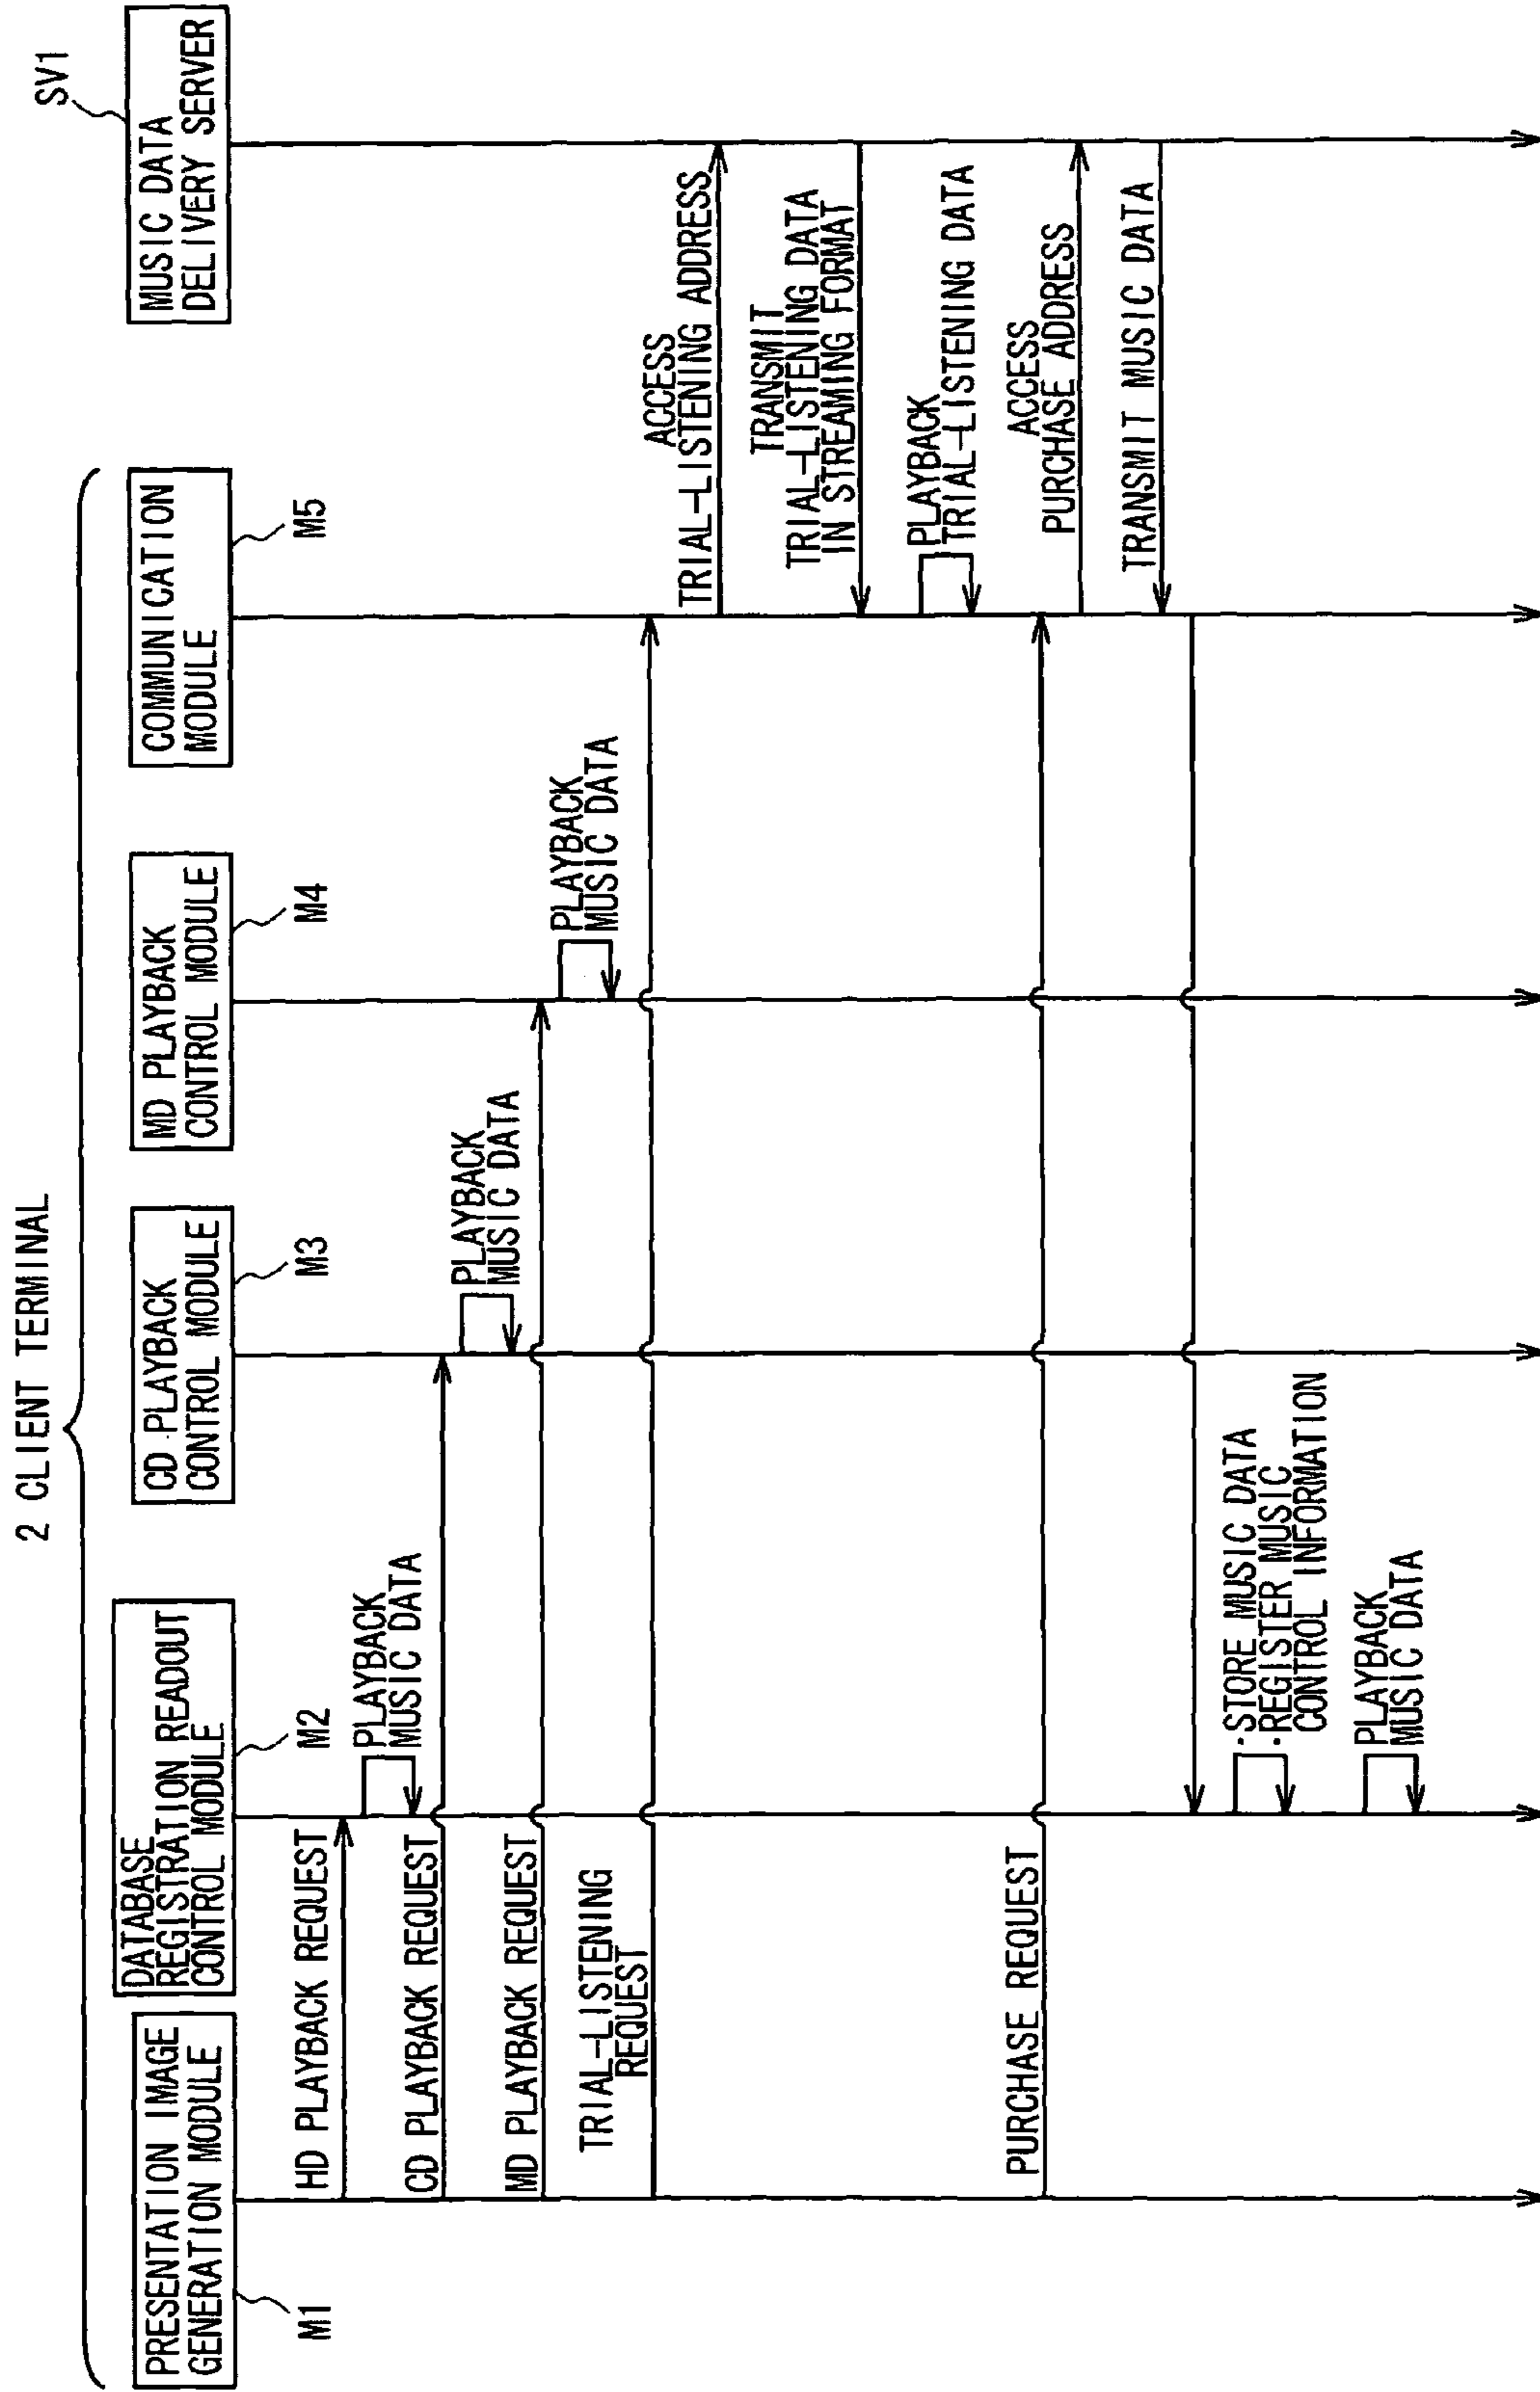 2 CLIENT TERMINAL
PRESENTATION IMAGE
GENERATION MODULE
M1
DATABASE
REGISTRATION READOUT
CONTROL MODULE
M2
CD PLAYBACK
CONTROL MODULE
M3
MD PLAYBACK
CONTROL MODULE
M4
COMMUNICATION
MODULE
M5
MUSIC DATA
DELIVERY SERVER
SV1
HD PLAYBACK REQUEST
PLAYBACK
MUSIC DATA
CD PLAYBACK REQUEST
PLAYBACK
MUSIC DATA
MD PLAYBACK REQUEST
PLAYBACK
MUSIC DATA
TRIAL-LISTENING
REQUEST
ACCESS
TRIAL-LISTENING ADDRESS
TRANSMIT
TRIAL-LISTENING DATA
IN STREAMING FORMAT
PLAYBACK
TRIAL-LISTENING DATA
PURCHASE REQUEST
ACCESS
PURCHASE ADDRESS
TRANSMIT MUSIC DATA
·STORE MUSIC DATA
·REGISTER MUSIC
CONTROL INFORMATION
PLAYBACK
MUSIC DATA